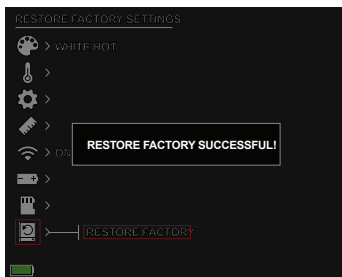 RESTORE FACTORY SETTINGS
> WHITE HOT
>
>
>
> ON
>
>
> RESTORE FACTORY
RESTORE FACTORY SUCCESSFUL!